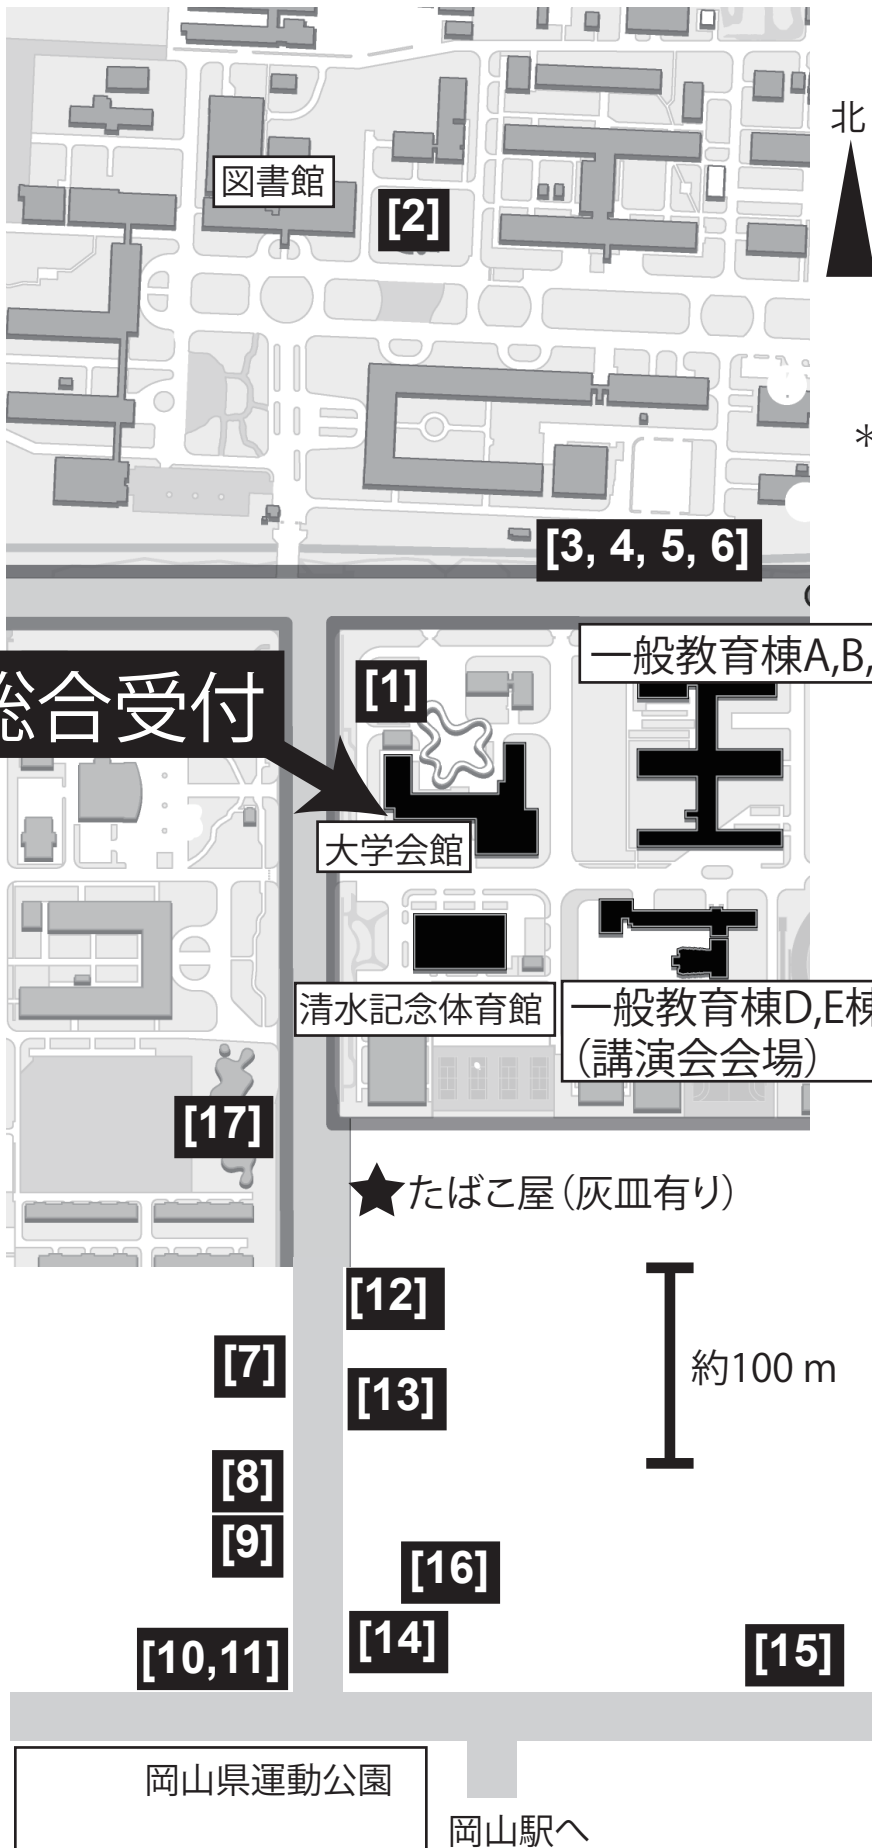 北
図書館
[2]
*
[3, 4, 5, 6]
一般教育棟A,B,
[1]
総合受付
大学会館
清水記念体育館
一般教育棟D,E棟
（講演会会場）
[17]
★たばこ屋（灰皿有り）
[12]
[7]
約100 m
[13]
[8]
[9]
[16]
[14]
[10,11]
[15]
岡山県運動公園
岡山駅へ